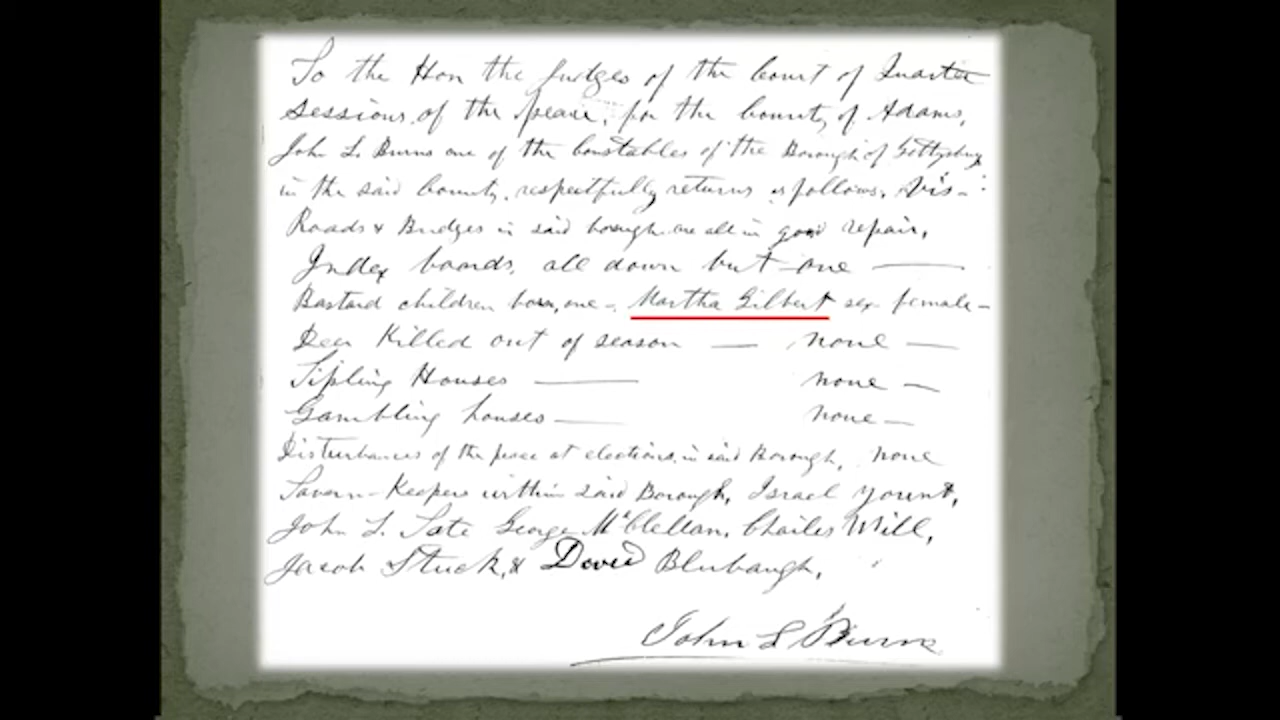 To the Hon the Judges of the Court of Quarter
sessions of the peace, for the County of Adams,
John L. Burns one of the Constables of the Borough of Gettysburg
in the said County, respectfully returns as follows, Vis-:
Roads & Bridges in said borough are all in good repair,
Index boards, all down but one —
Bastard children born, one -, Martha Gilbert sex female -
Deer Killed out of season — none —
Tipling Houses — none —
Gambling houses — none —
Disturbances of the peace at elections, in said Borough, none
Tavern-Keepers within said Borough, Israel Yount,
John L. Tate George McClellan, Charles Will,
Jacob Stuck, & David Blubaugh,
John L Burns